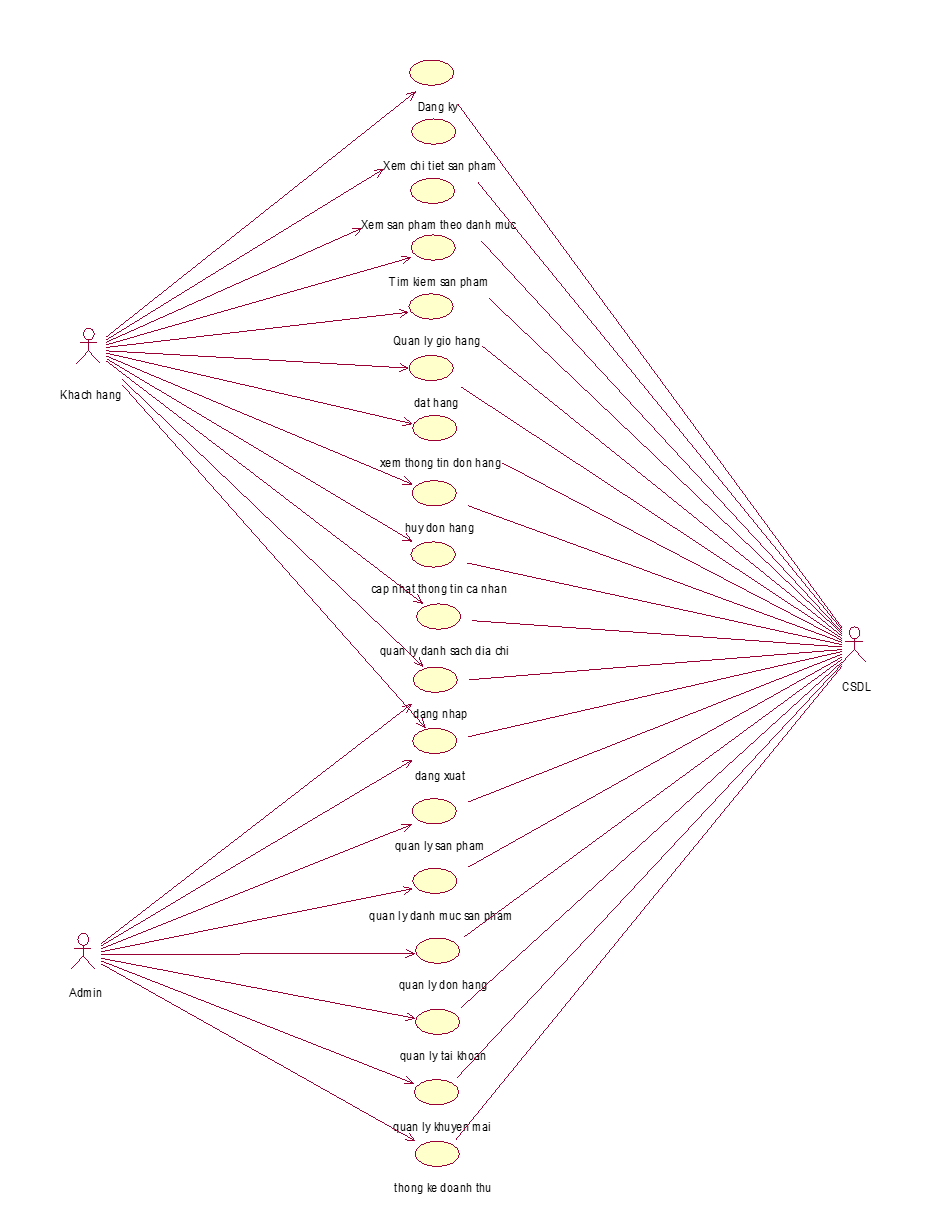 Dang ky
Xem chi tiet san pham
Xem san pham theo danh muc
Tim kiem san pham
Quan ly gio hang
Khach hang
dat hang
xem thong tin don hang
huy don hang
cap nhat thong tin ca nhan
quan ly danh sach dia chi
CSDL
dang nhap
dang xuat
quan ly san pham
quan ly danh muc san pham
quan ly don hang
Admin
quan ly tai khoan
quan ly khuyen mai
thong ke doanh thu